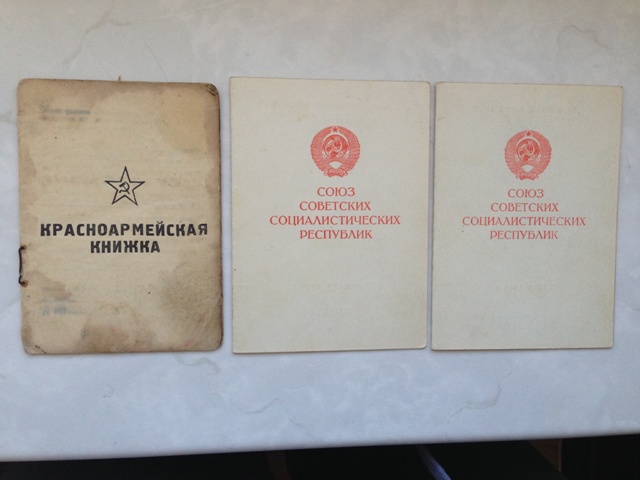 КРАСНОАРМЕЙСКАЯ
КНИЖКА
СОЮЗ
СОВЕТСКИХ
СОЦИАЛИСТИЧЕСКИХ
РЕСПУБЛИК
СОЮЗ
СОВЕТСКИХ
СОЦИАЛИСТИЧЕСКИХ
РЕСПУБЛИК